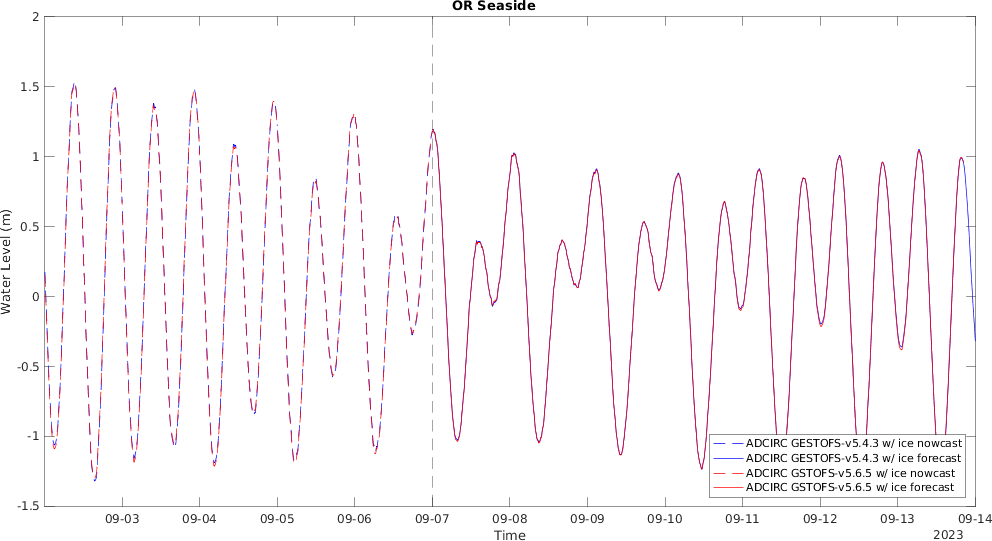 OR Seaside
2
1.5
1
0.5
0
-0.5
-1
-1.5
Water Level (m)
ADCIRC GESTOFS-v5.4.3 w/ ice nowcast
ADCIRC GESTOFS-v5.4.3 w/ ice forecast
ADCIRC GSTOFS-v5.6.5 w/ ice nowcast
ADCIRC GSTOFS-v5.6.5 w/ ice forecast
09-03 09-04 09-05 09-06 09-07 09-08 09-09 09-10 09-11 09-12 09-13 09-14
Time
2023